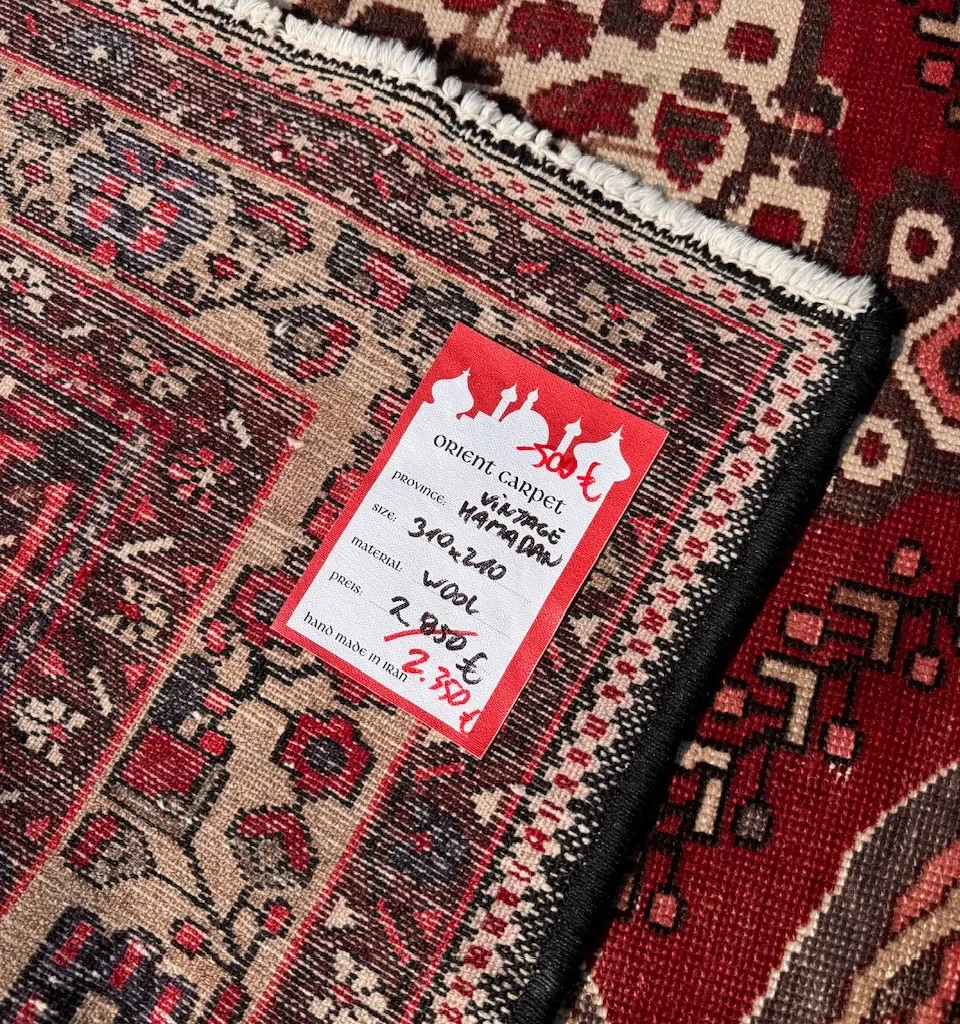 -500 €
ORIENT CARPET
PROVINCE: VINTAGE HAMADAN
SIZE: 310x210
MATERIAL: WOOL
PREIS: 2 850 €
2.350 €
HAND MADE IN IRAN